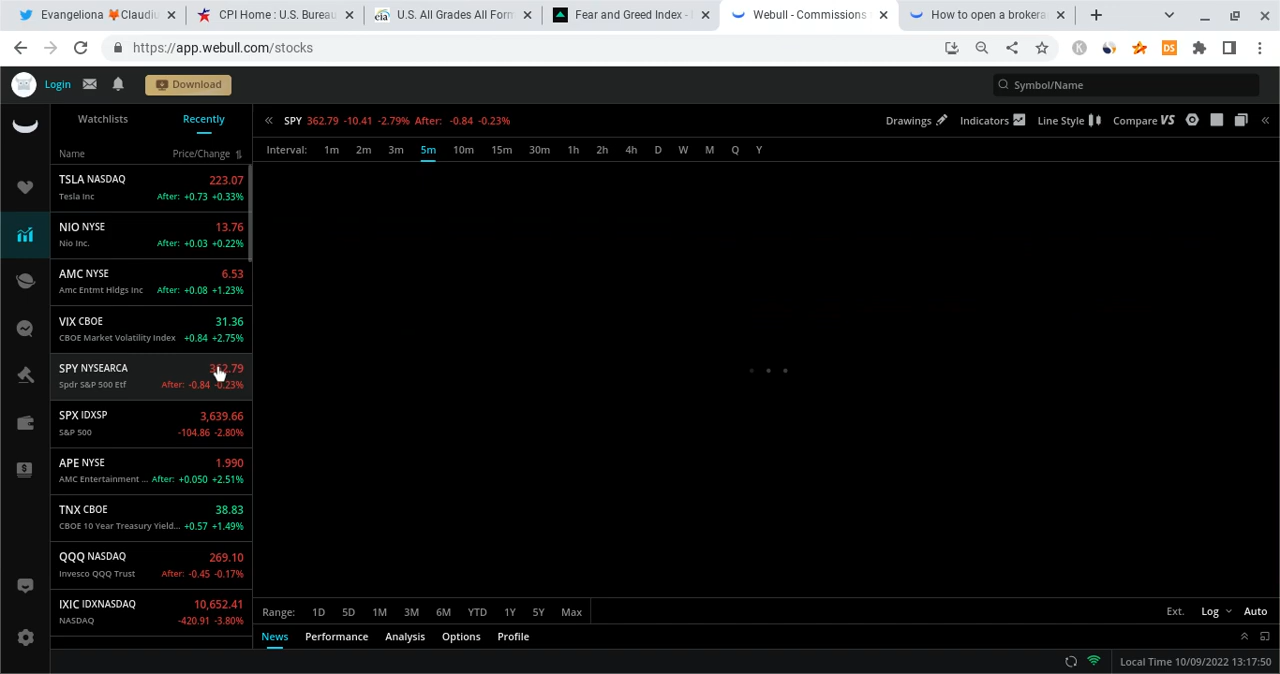 Evangeliona 🦊Claudiu
CPI Home : U.S. Bureau
eia U.S. All Grades All Form
Fear and Greed Index -
Webull - Commissions
How to open a brokera
https://app.webull.com/stocks
Login
Download
Symbol/Name
Watchlists
Recently
SPY 362.79 -10.41 -2.79% After: -0.84 -0.23%
Drawings Indicators Line Style Compare VS
Name Price/Change
Interval: 1m 2m 3m 5m 10m 15m 30m 1h 2h 4h D W M Q Y
TSLA NASDAQ 223.07
Tesla Inc After: +0.73 +0.33%
NIO NYSE 13.76
Nio Inc. After: +0.03 +0.22%
AMC NYSE 6.53
Amc Entmt Hldgs Inc After: +0.08 +1.23%
VIX CBOE 31.36
CBOE Market Volatility Index +0.84 +2.75%
SPY NYSEARCA 362.79
Spdr S&P 500 Etf After: -0.84 -0.23%
SPX IDXSP 3,639.66
S&P 500 -104.86 -2.80%
APE NYSE 1.990
AMC Entertainment ... After: +0.050 +2.51%
TNX CBOE 38.83
CBOE 10 Year Treasury Yield... +0.57 +1.49%
QQQ NASDAQ 269.10
Invesco QQQ Trust After: -0.45 -0.17%
IXIC IDXNASDAQ 10,652.41
NASDAQ -420.91 -3.80%
Range: 1D 5D 1M 3M 6M YTD 1Y 5Y Max
Ext. Log Auto
News Performance Analysis Options Profile
Local Time 10/09/2022 13:17:50